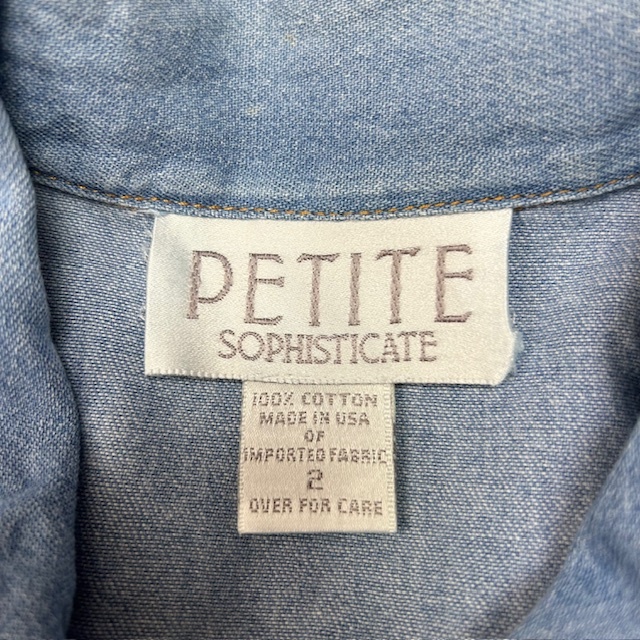 PETITE
SOPHISTICATE
100% COTTON
MADE IN USA
OF
IMPORTED FABRIC
2
OVER FOR CARE